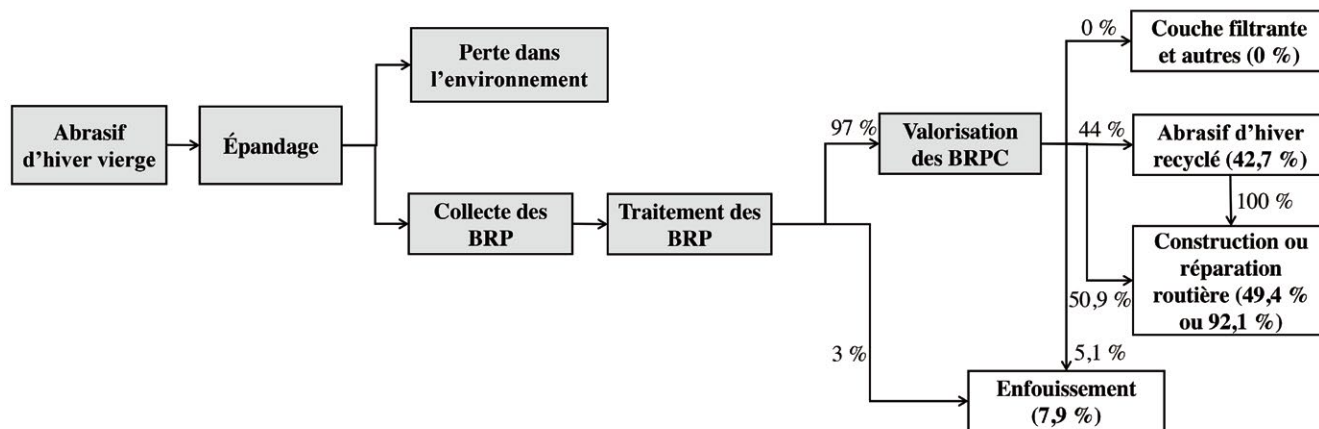 Abrasif
d'hiver vierge
Épandage
Perte dans
l'environnement
Collecte des
BRP
Traitement des
BRP
97 %
3 %
Valorisation
des BRPC
0 %
44 %
50,9 %
5,1 %
Couche filtrante
et autres (0 %)
Abrasif d'hiver
recyclé (42,7 %)
100 %
Construction ou
réparation
routière (49,4 %
ou 92,1 %)
Enfouissement
(7,9 %)